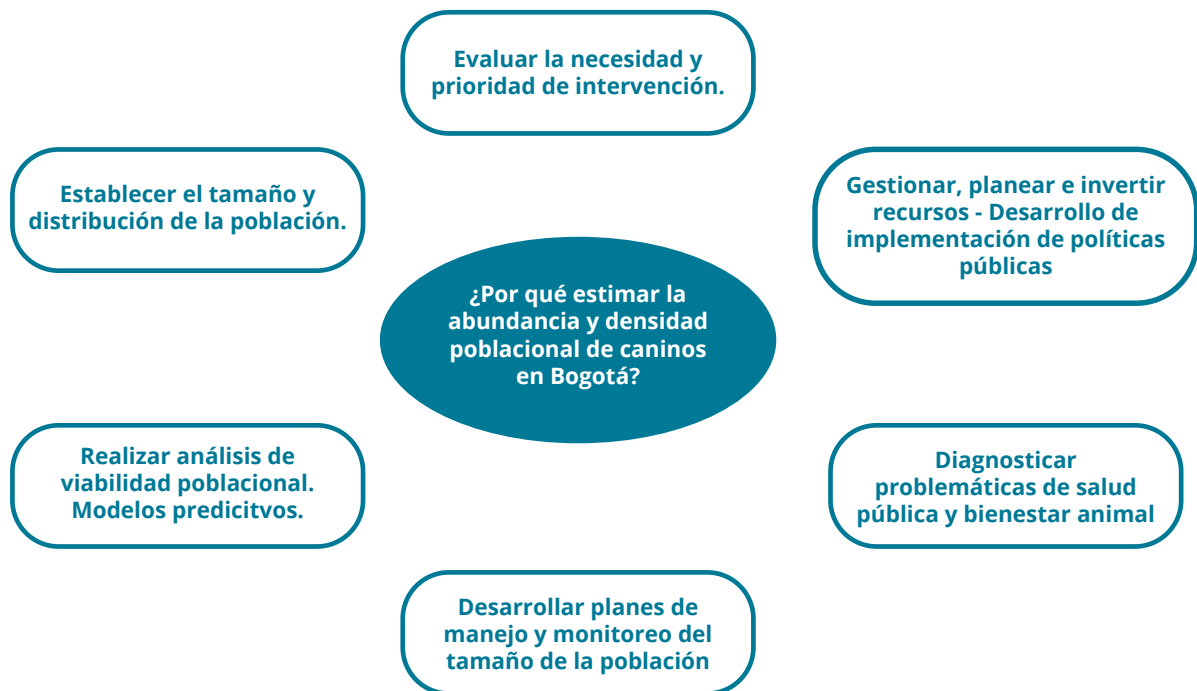 Evaluar la necesidad y
prioridad de intervención.
Establecer el tamaño y
distribución de la población.
Gestionar, planear e invertir
recursos - Desarrollo de
implementación de políticas
públicas
¿Por qué estimar la
abundancia y densidad
poblacional de caninos
en Bogotá?
Realizar análisis de
viabilidad poblacional.
Modelos predicitvos.
Diagnosticar
problemáticas de salud
pública y bienestar animal
Desarrollar planes de
manejo y monitoreo del
tamaño de la población